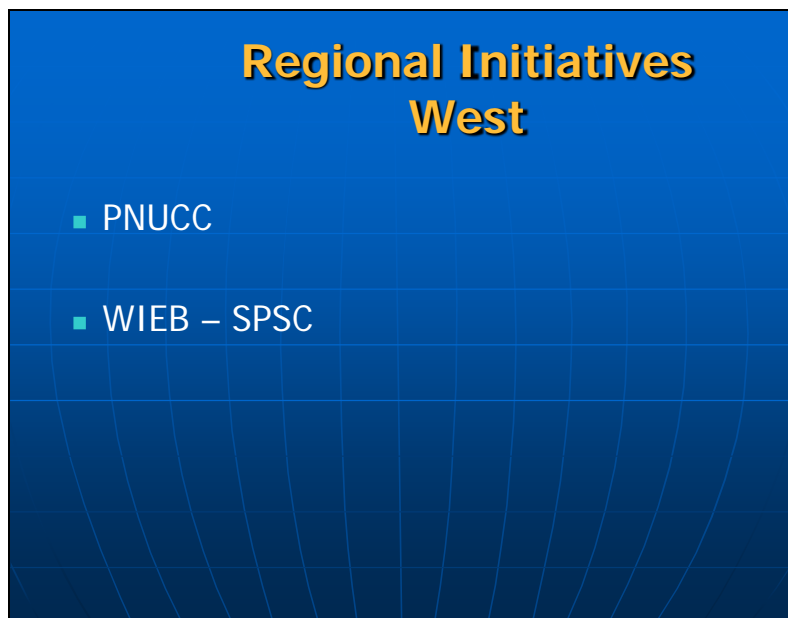 Regional Initiatives
West
▪ PNUCC
▪ WIEB – SPSC